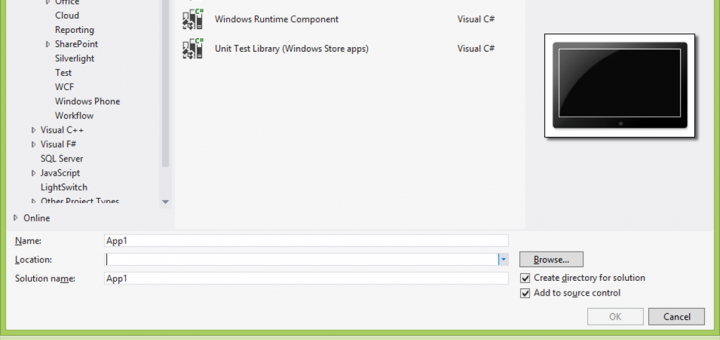 Office
Cloud
Reporting
SharePoint
Silverlight
Test
WCF
Windows Phone
Workflow
Visual C++
Visual F#
SQL Server
JavaScript
LightSwitch
Other Project Types
Online
Windows Runtime Component Visual C#
Unit Test Library (Windows Store apps) Visual C#
Name: App1
Location: Browse...
Solution name: App1
Create directory for solution
Add to source control
OK Cancel